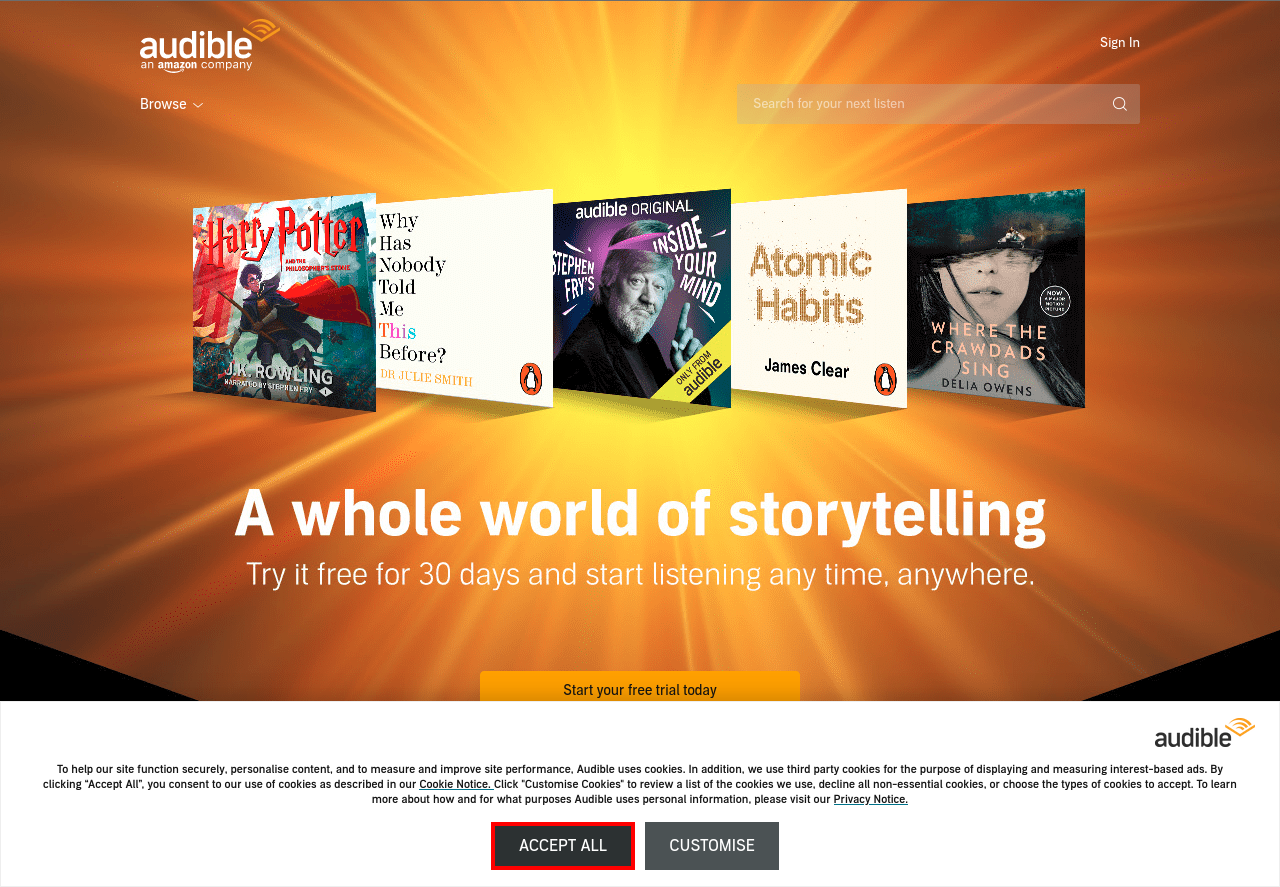 audible
an amazon company
Sign In
Browse
Search for your next listen
Harry Potter
AND THE
PHILOSOPHER'S STONE
J.K. ROWLING
NARRATED BY STEPHEN FRY
Why
Has
Nobody
Told
Me
This
Before?
DR JULIE SMITH
audible ORIGINAL
STEPHEN
FRY'S
INSIDE
YOUR
MIND
ONLY FROM
audible
Atomic
Habits
James Clear
NOW
A MAJOR
MOTION
PICTURE
WHERE THE
CRAWDADS
SING
DELIA OWENS
A whole world of storytelling
Try it free for 30 days and start listening any time, anywhere.
Start your free trial today
audible
To help our site function securely, personalise content, and to measure and improve site performance, Audible uses cookies. In addition, we use third party cookies for the purpose of displaying and measuring interest-based ads. By
clicking “Accept All”, you consent to our use of cookies as described in our Cookie Notice. Click "Customise Cookies" to review a list of the cookies we use, decline all non-essential cookies, or choose the types of cookies to accept. To learn
more about how and for what purposes Audible uses personal information, please visit our Privacy Notice.
ACCEPT ALL
CUSTOMISE